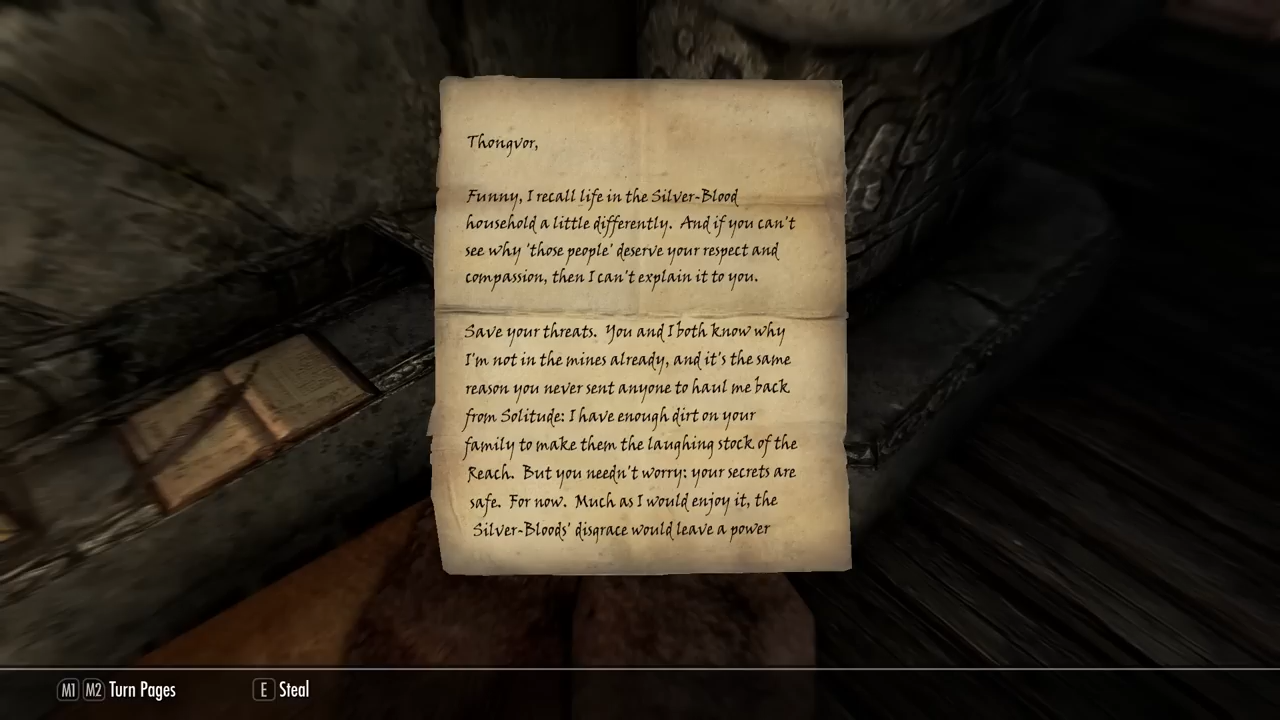 Thongvor,
Funny, I recall life in the Silver-Blood
household a little differently. And if you can't
see why 'those people' deserve your respect and
compassion, then I can't explain it to you.
Save your threats. You and I both know why
I'm not in the mines already, and it's the same
reason you never sent anyone to haul me back
from Solitude: I have enough dirt on your
family to make them the laughing stock of the
Reach. But you needn't worry: your secrets are
safe. For now. Much as I would enjoy it, the
Silver-Bloods' disgrace would leave a power
M1 M2 Turn Pages E Steal